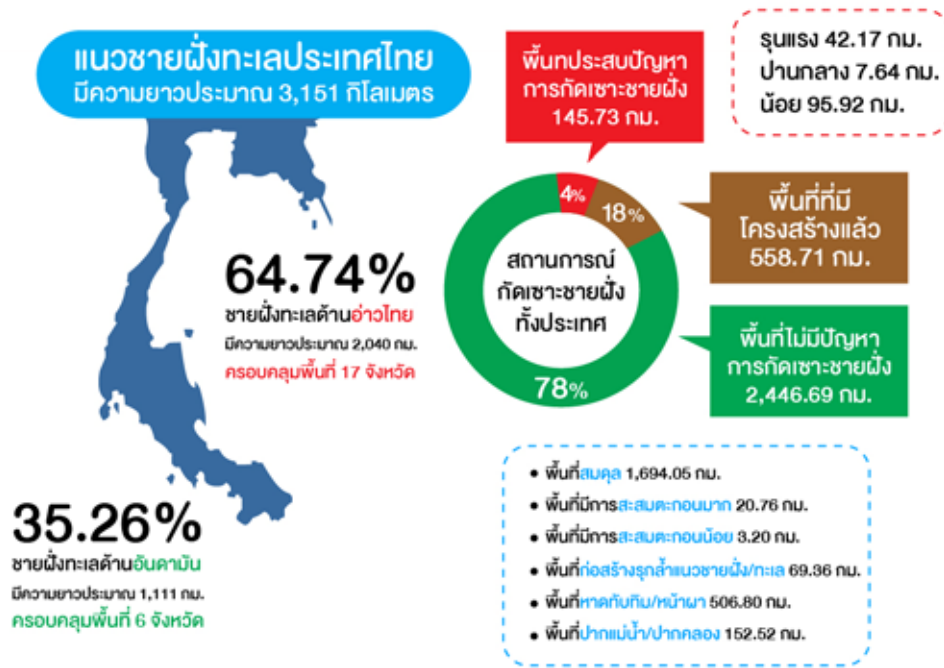 แนวชายฝั่งทะเลประเทศไทย
มีความยาวประมาณ 3,151 กิโลเมตร
พื้นทประสบปัญหา
การกัดเซาะชายฝั่ง
145.73 กม.
รุนแรง 42.17 กม.
ปานกลาง 7.64 กม.
น้อย 95.92 กม.
4%
18%
78%
สถานการณ์
กัดเซาะชายฝั่ง
ทั้งประเทศ
พื้นที่ที่มี
โครงสร้างแล้ว
558.71 กม.
พื้นที่ไม่มีปัญหา
การกัดเซาะชายฝั่ง
2,446.69 กม.
64.74%
ชายฝั่งทะเลด้านอ่าวไทย
มีความยาวประมาณ 2,040 กม.
ครอบคลุมพื้นที่ 17 จังหวัด
35.26%
ชายฝั่งทะเลด้านอันดามัน
มีความยาวประมาณ 1,111 กม.
ครอบคลุมพื้นที่ 6 จังหวัด
• พื้นที่สมดุล 1,694.05 กม.
• พื้นที่มีการสะสมตะกอนมาก 20.76 กม.
• พื้นที่มีการสะสมตะกอนน้อย 3.20 กม.
• พื้นที่ก่อสร้างรุกล้ำแนวชายฝั่ง/ทะเล 69.36 กม.
• พื้นที่หาดทับทิม/หน้าผา 506.80 กม.
• พื้นที่ปากแม่น้ำ/ปากคลอง 152.52 กม.